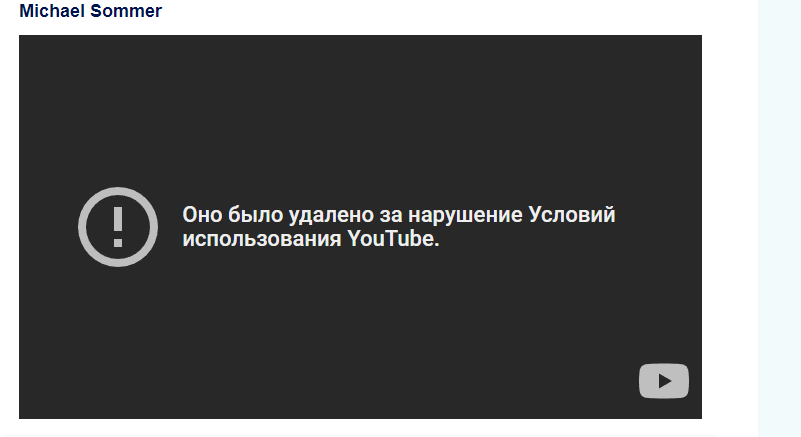 Michael Sommer
Оно было удалено за нарушение Условий
использования YouTube.